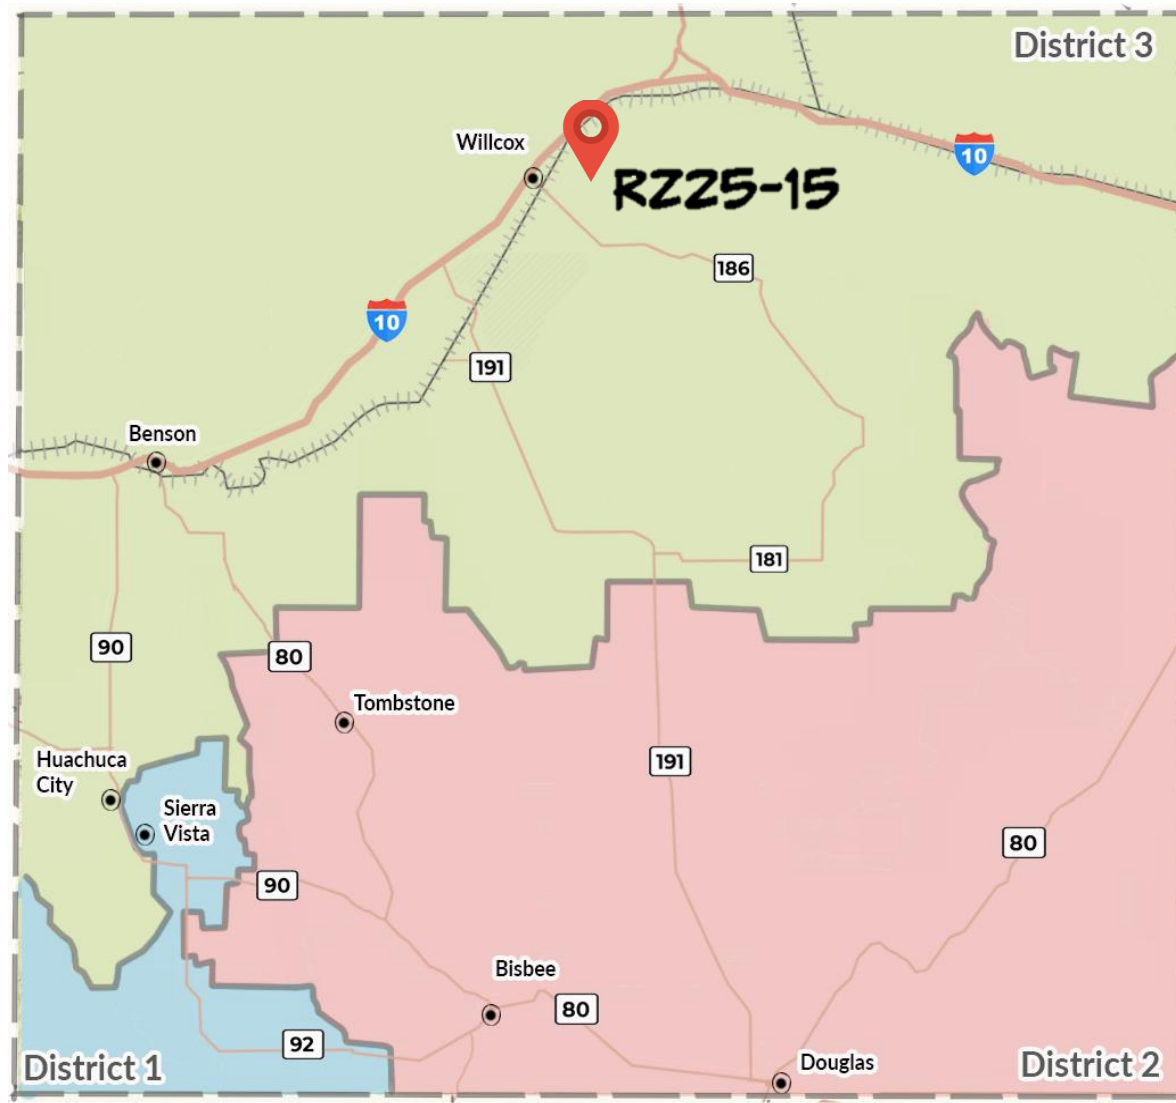 District 3
Willcox
10
RZ25-15
186
10
191
Benson
181
90
80
Tombstone
191
Huachuca
City
Sierra
Vista
80
90
Bisbee
80
92
District 1
Douglas
District 2